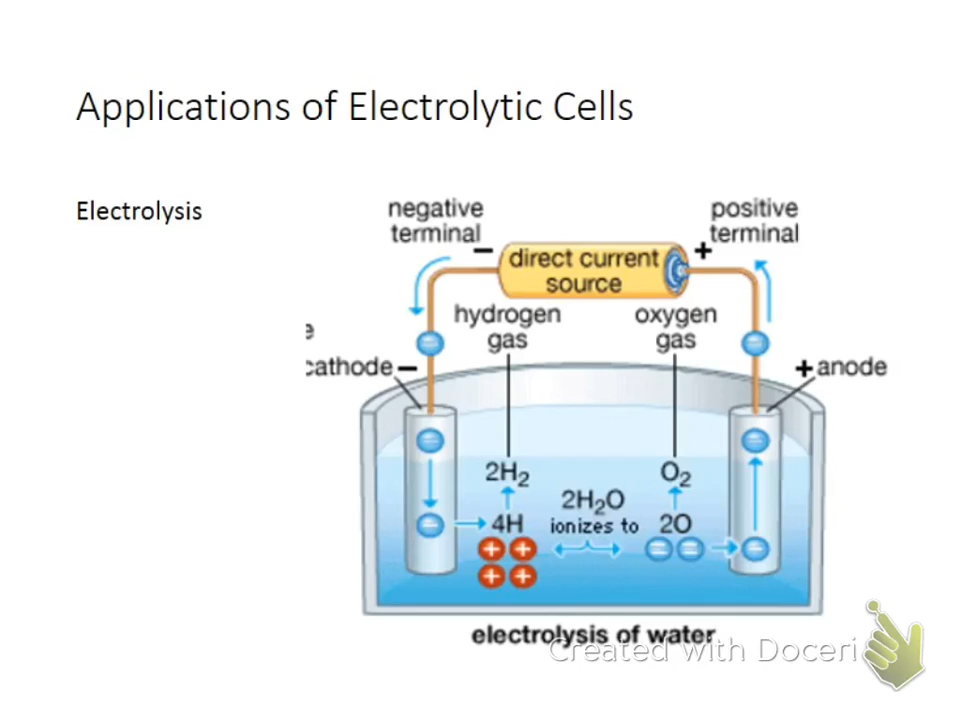 Applications of Electrolytic Cells
Electrolysis
negative
terminal
−
direct current
source
+
positive
terminal
hydrogen
gas
oxygen
gas
e
cathode −
+ anode
2H₂
O₂
2H₂O
ionizes to
4H
2O
electrolysis of water
Created with Doceri